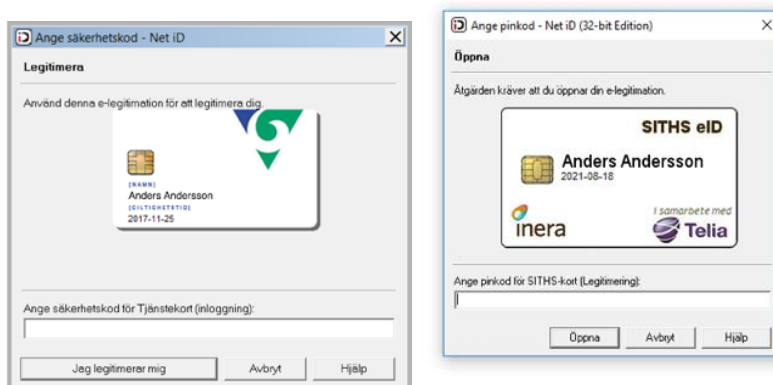 Ange säkerhetskod - Net iD
Legitimera
Använd denna e-legitimation för att legitimera dig.
[NAMN]
Anders Andersson
[GILTIGHETSTID]
2017-11-25
Ange säkerhetskod för Tjänstekort (inloggning):
Jag legitimerar mig
Avbryt
Hjälp
Ange pinkod - Net iD (32-bit Edition)
Öppna
Åtgärden kräver att du öppnar din e-legitimation.
SITHS eID
Anders Andersson
2021-08-18
inera
i samarbete med
Telia
Ange pinkod för SITHS-kort (Legitimering):
Öppna
Avbryt
Hjälp